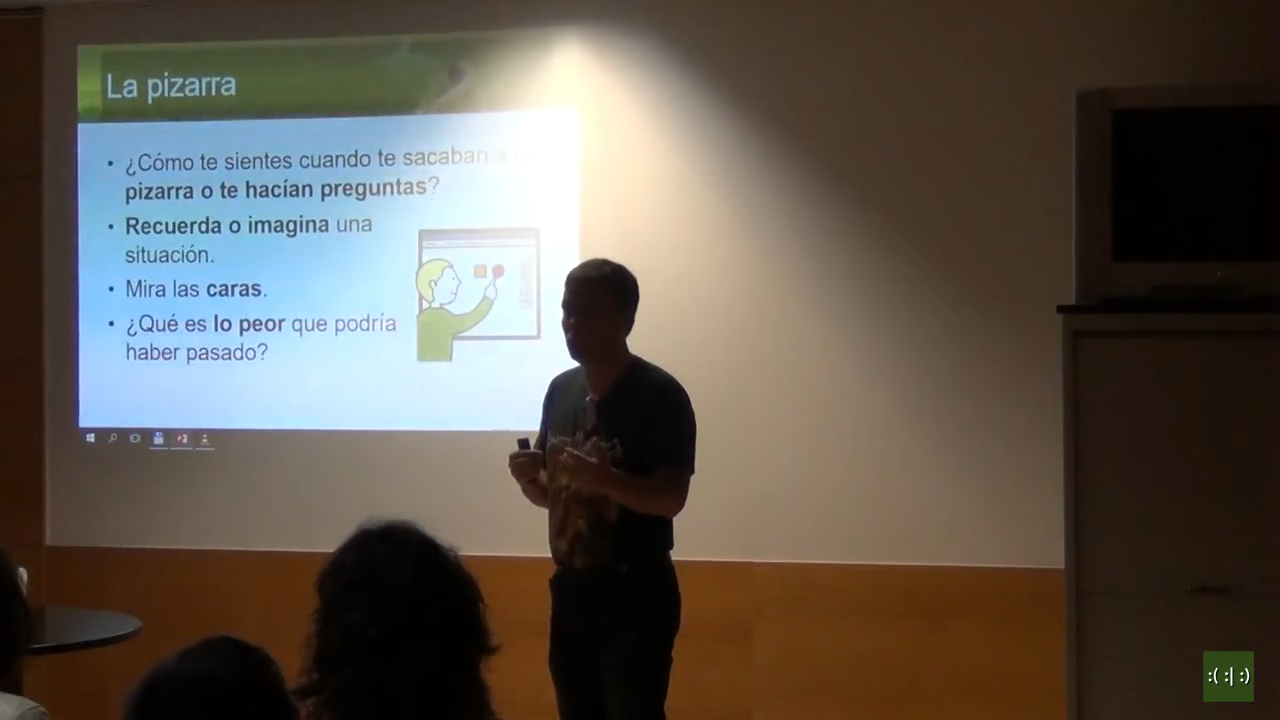 La pizarra
• ¿Cómo te sientes cuando te sacaban a
pizarra o te hacían preguntas?
• Recuerda o imagina una
situación.
• Mira las caras.
• ¿Qué es lo peor que podría
haber pasado?
:( :| :)